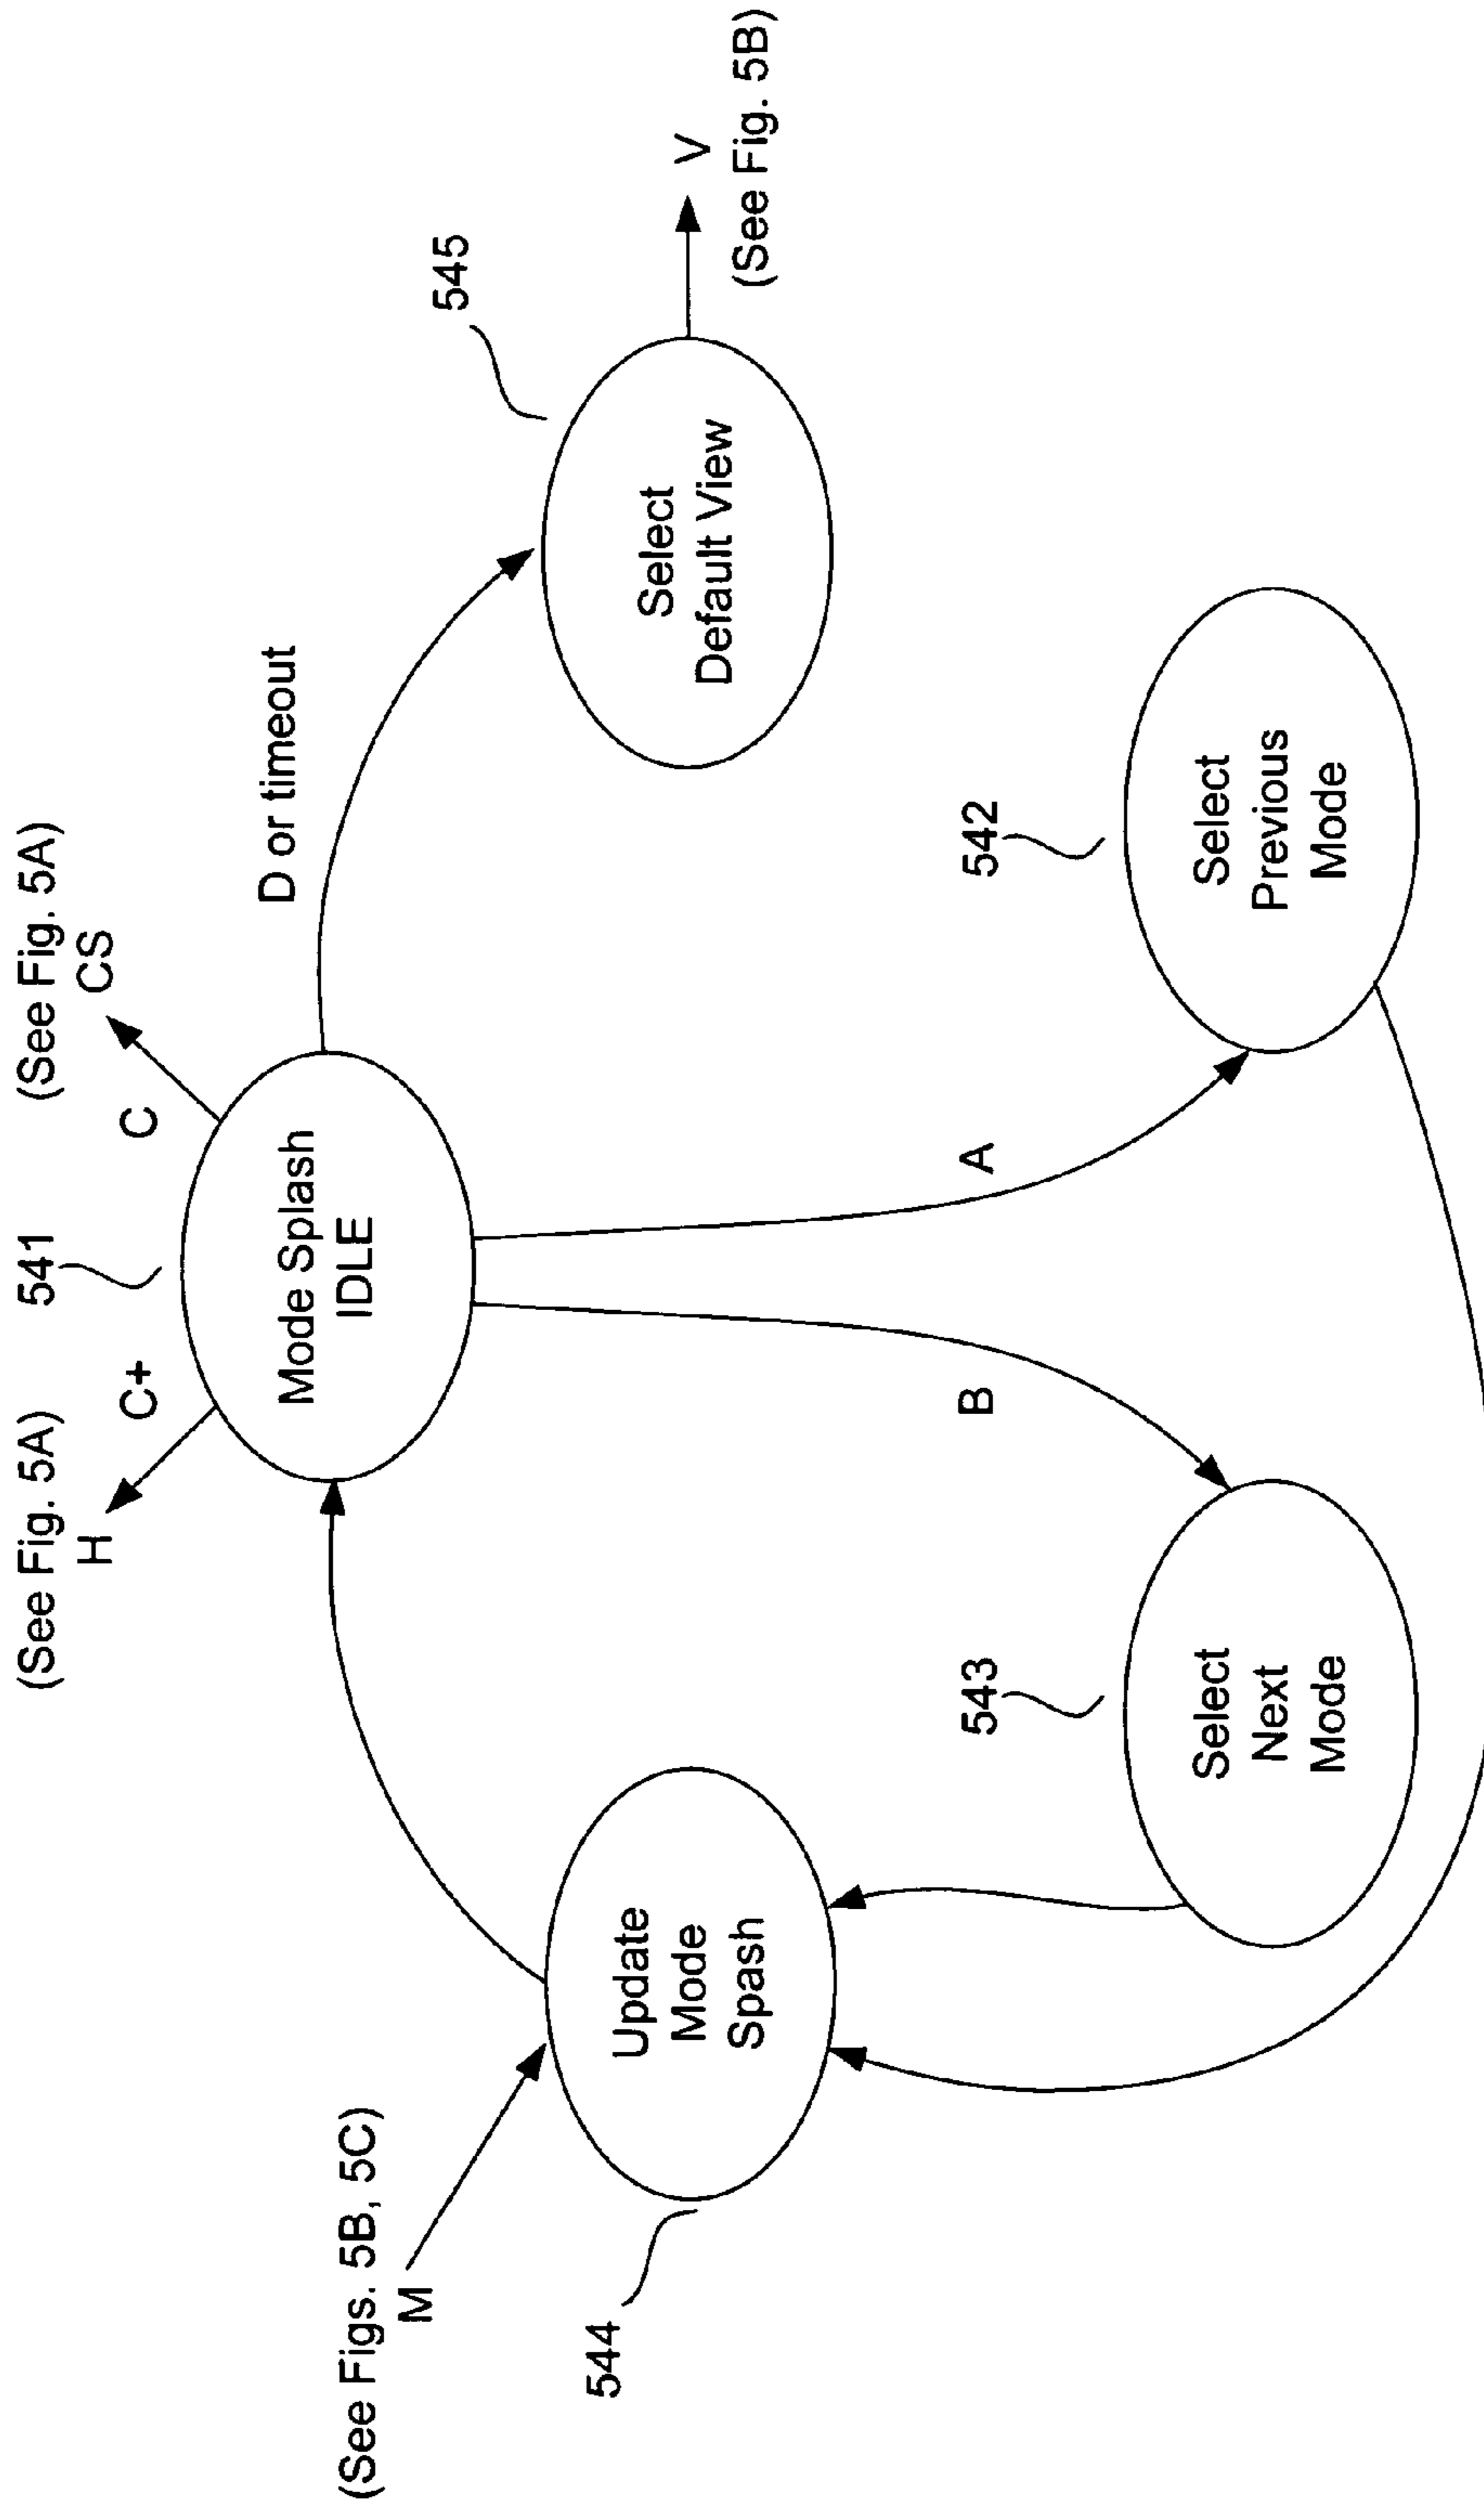 (See Fig. 5A)
H
C+
541
C
(See Fig. 5A)
CS
Mode Splash
IDLE
D or timeout
(See Figs. 5B, 5C)
M
544
Update
Mode
Spash
545
Select
Default View
V
(See Fig. 5B)
B
A
543
Select
Next
Mode
542
Select
Previous
Mode